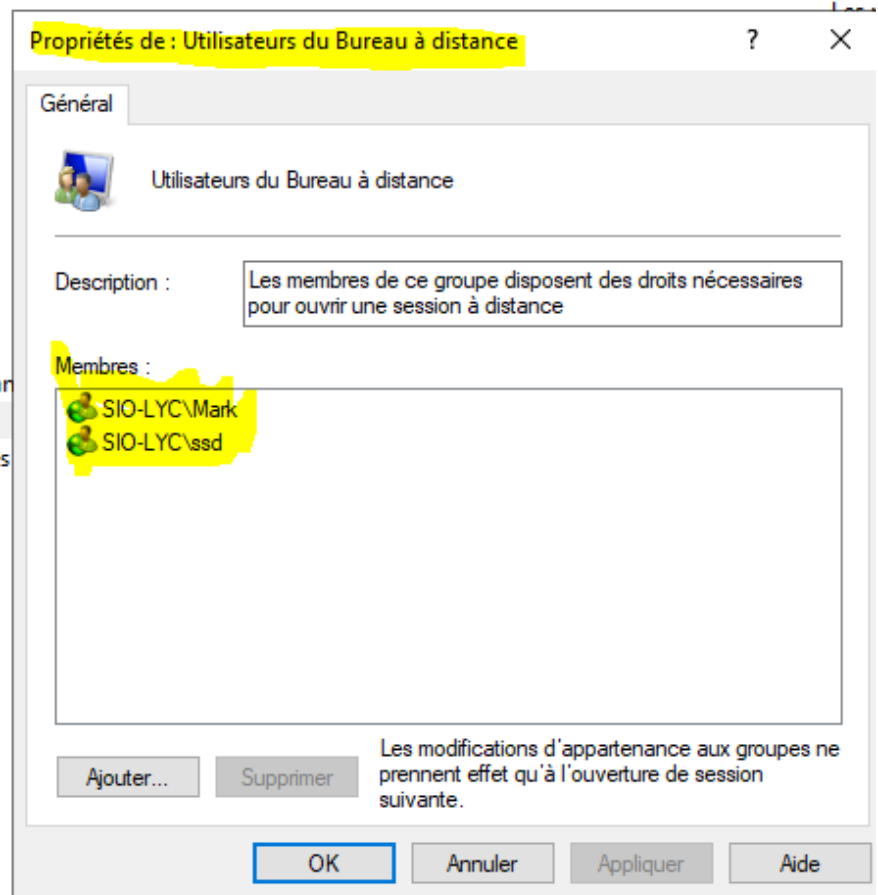 Propriétés de : Utilisateurs du Bureau à distance
?
Général
Utilisateurs du Bureau à distance
Description :
Les membres de ce groupe disposent des droits nécessaires
pour ouvrir une session à distance
Membres :
SIO-LYC\Mark
SIO-LYC\ssd
Ajouter...
Supprimer
Les modifications d'appartenance aux groupes ne
prennent effet qu'à l'ouverture de session
suivante.
OK
Annuler
Appliquer
Aide